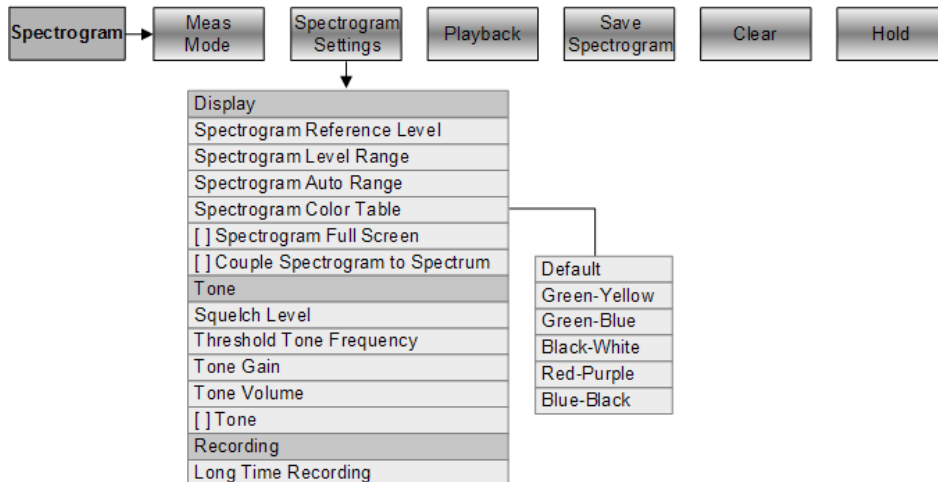 Spectrogram
Meas
Mode
Spectrogram
Settings
Playback
Save
Spectrogram
Clear
Hold
Display
Spectrogram Reference Level
Spectrogram Level Range
Spectrogram Auto Range
Spectrogram Color Table
[ ] Spectrogram Full Screen
[ ] Couple Spectrogram to Spectrum
Tone
Squelch Level
Threshold Tone Frequency
Tone Gain
Tone Volume
[ ] Tone
Recording
Long Time Recording
Default
Green-Yellow
Green-Blue
Black-White
Red-Purple
Blue-Black